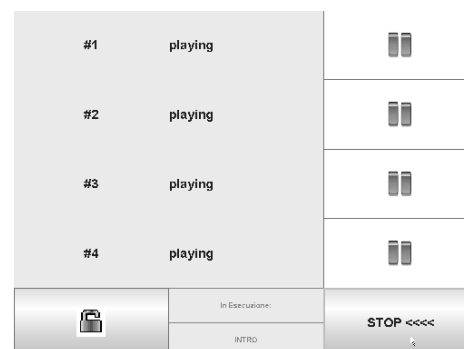 #1 playing
#2 playing
#3 playing
#4 playing
In Esecuzione:
STOP <<<<
INTRO